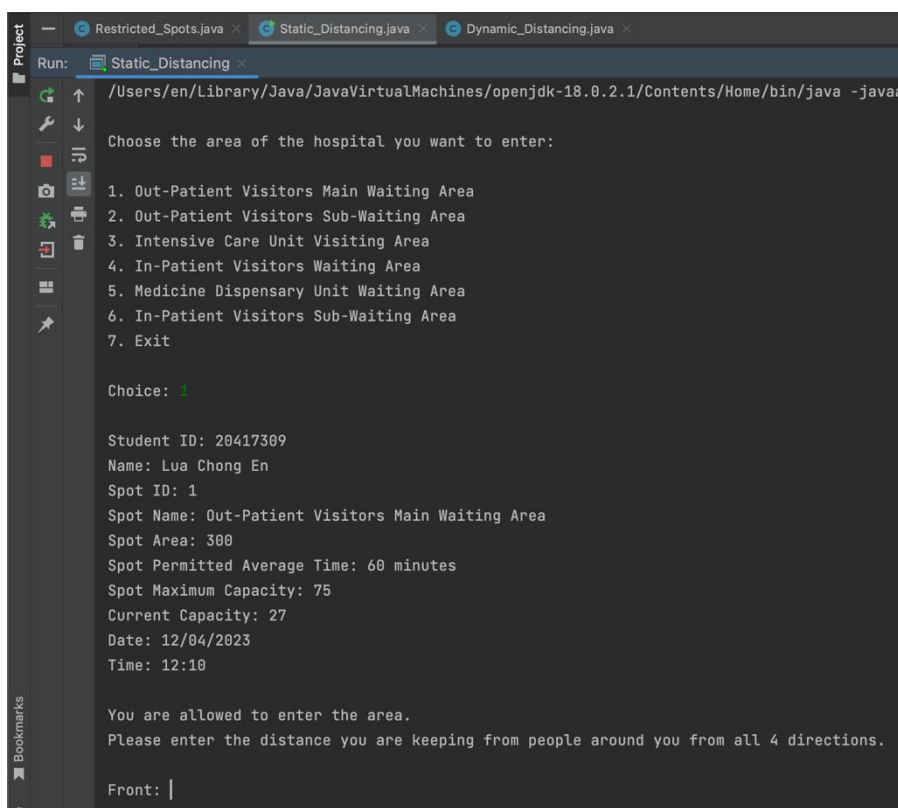 Project
Restricted_Spots.java
Static_Distancing.java
Dynamic_Distancing.java
Run:
Static_Distancing
/Users/en/Library/Java/JavaVirtualMachines/openjdk-18.0.2.1/Contents/Home/bin/java
Choose the area of the hospital you want to enter:
1. Out-Patient Visitors Main Waiting Area
2. Out-Patient Visitors Sub-Waiting Area
3. Intensive Care Unit Visiting Area
4. In-Patient Visitors Waiting Area
5. Medicine Dispensary Unit Waiting Area
6. In-Patient Visitors Sub-Waiting Area
7. Exit
Choice: 1
Student ID: 20417309
Name: Lua Chong En
Spot ID: 1
Spot Name: Out-Patient Visitors Main Waiting Area
Spot Area: 300
Spot Permitted Average Time: 60 minutes
Spot Maximum Capacity: 75
Current Capacity: 27
Date: 12/04/2023
Time: 12:10
You are allowed to enter the area.
Please enter the distance you are keeping from people around you from all 4 directions.
Front:
Bookmarks